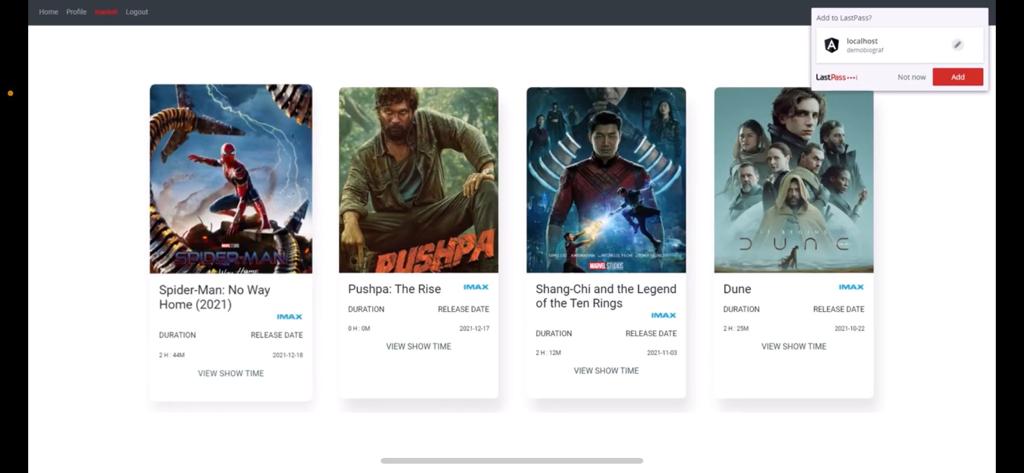 Home Profile market Logout
Add to LastPass?
localhost
demobiograf
LastPass
Not now Add
MARVEL STUDIOS
SPIDER-MAN
No Way Home
Spider-Man: No Way
Home (2021)
IMAX
DURATION RELEASE DATE
2 H : 44M 2021-12-18
VIEW SHOW TIME
PUSHPA
Pushpa: The Rise IMAX
DURATION RELEASE DATE
0 H : 0M 2021-12-17
VIEW SHOW TIME
MARVEL STUDIOS
Shang-Chi and the Legend
of the Ten Rings
IMAX
DURATION RELEASE DATE
2 H : 12M 2021-11-03
VIEW SHOW TIME
DUNE
Dune IMAX
DURATION RELEASE DATE
2 H : 25M 2021-10-22
VIEW SHOW TIME